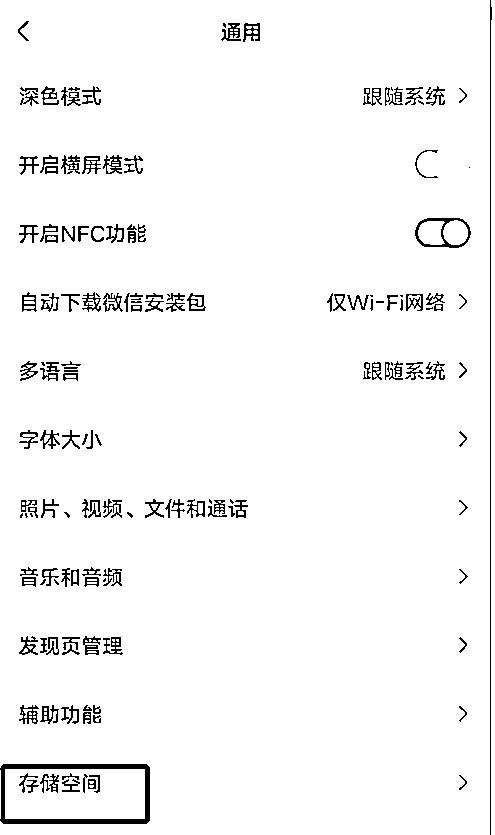 通用
深色模式 跟随系统
开启横屏模式
开启NFC功能
自动下载微信安装包 仅Wi-Fi网络
多语言 跟随系统
字体大小
照片、视频、文件和通话
音乐和音频
发现页管理
辅助功能
存储空间